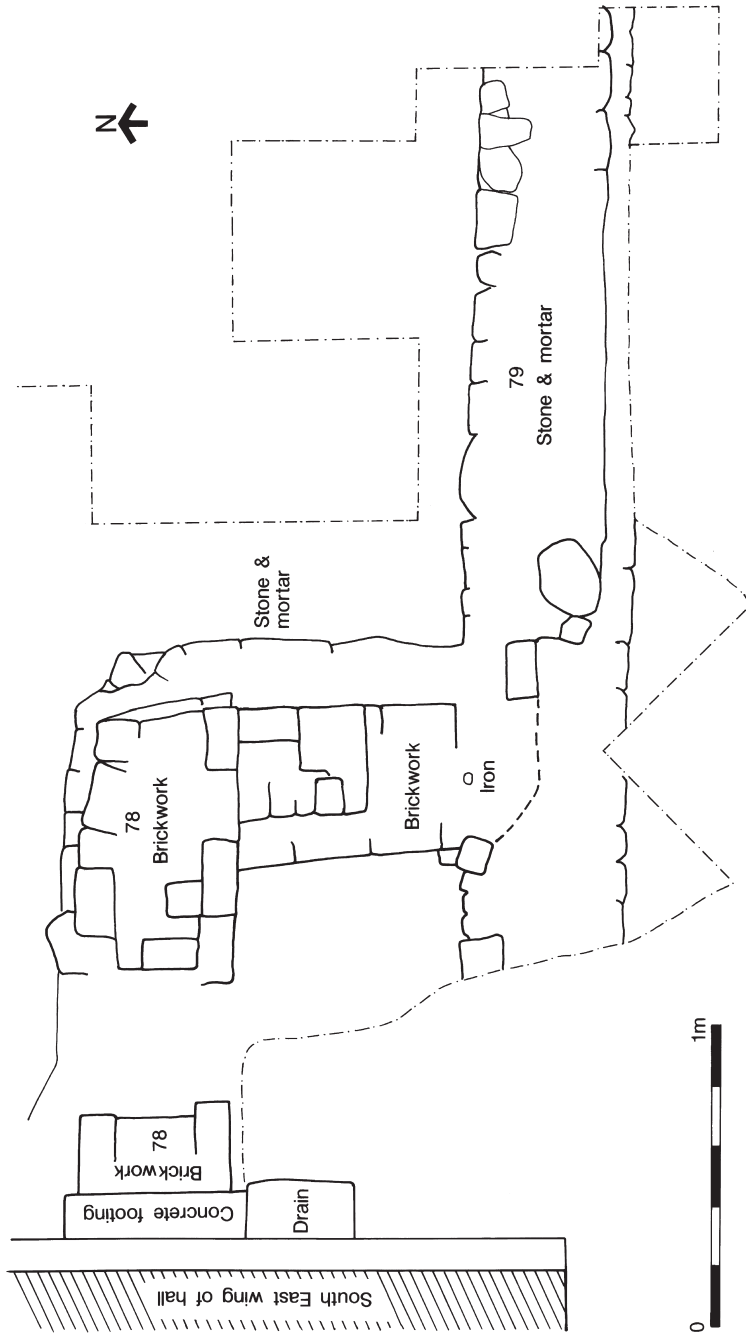 N
Stone &
mortar
79
Stone & mortar
78
Brickwork
Brickwork
Iron
78
Brickwork
Concrete footing
Drain
South East wing of hall
0
1m